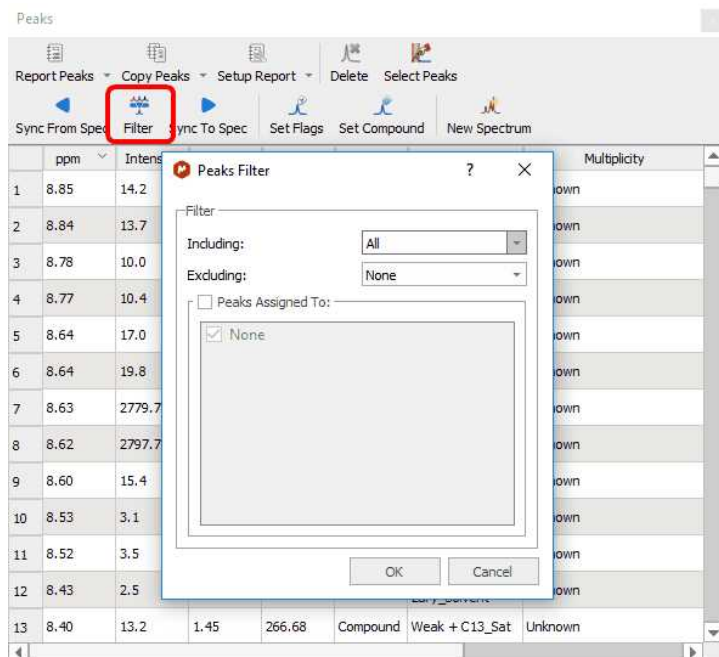 Peaks
Report Peaks Copy Peaks Setup Report Delete Select Peaks
Sync From Spec Filter ync To Spec Set Flags Set Compound New Spectrum
ppm Intens Multiplicity
Peaks Filter ? X
Filter
Including: All
Excluding: None
Peaks Assigned To:
None
OK Cancel
1 8.85 14.2 own
2 8.84 13.7 own
3 8.78 10.0 own
4 8.77 10.4 own
5 8.64 17.0 own
6 8.64 19.8 own
7 8.63 2779.7 own
8 8.62 2797.7 own
9 8.60 15.4 own
10 8.53 3.1 own
11 8.52 3.5 own
12 8.43 2.5 own
13 8.40 13.2 1.45 266.68 Compound Weak + C13_Sat Unknown